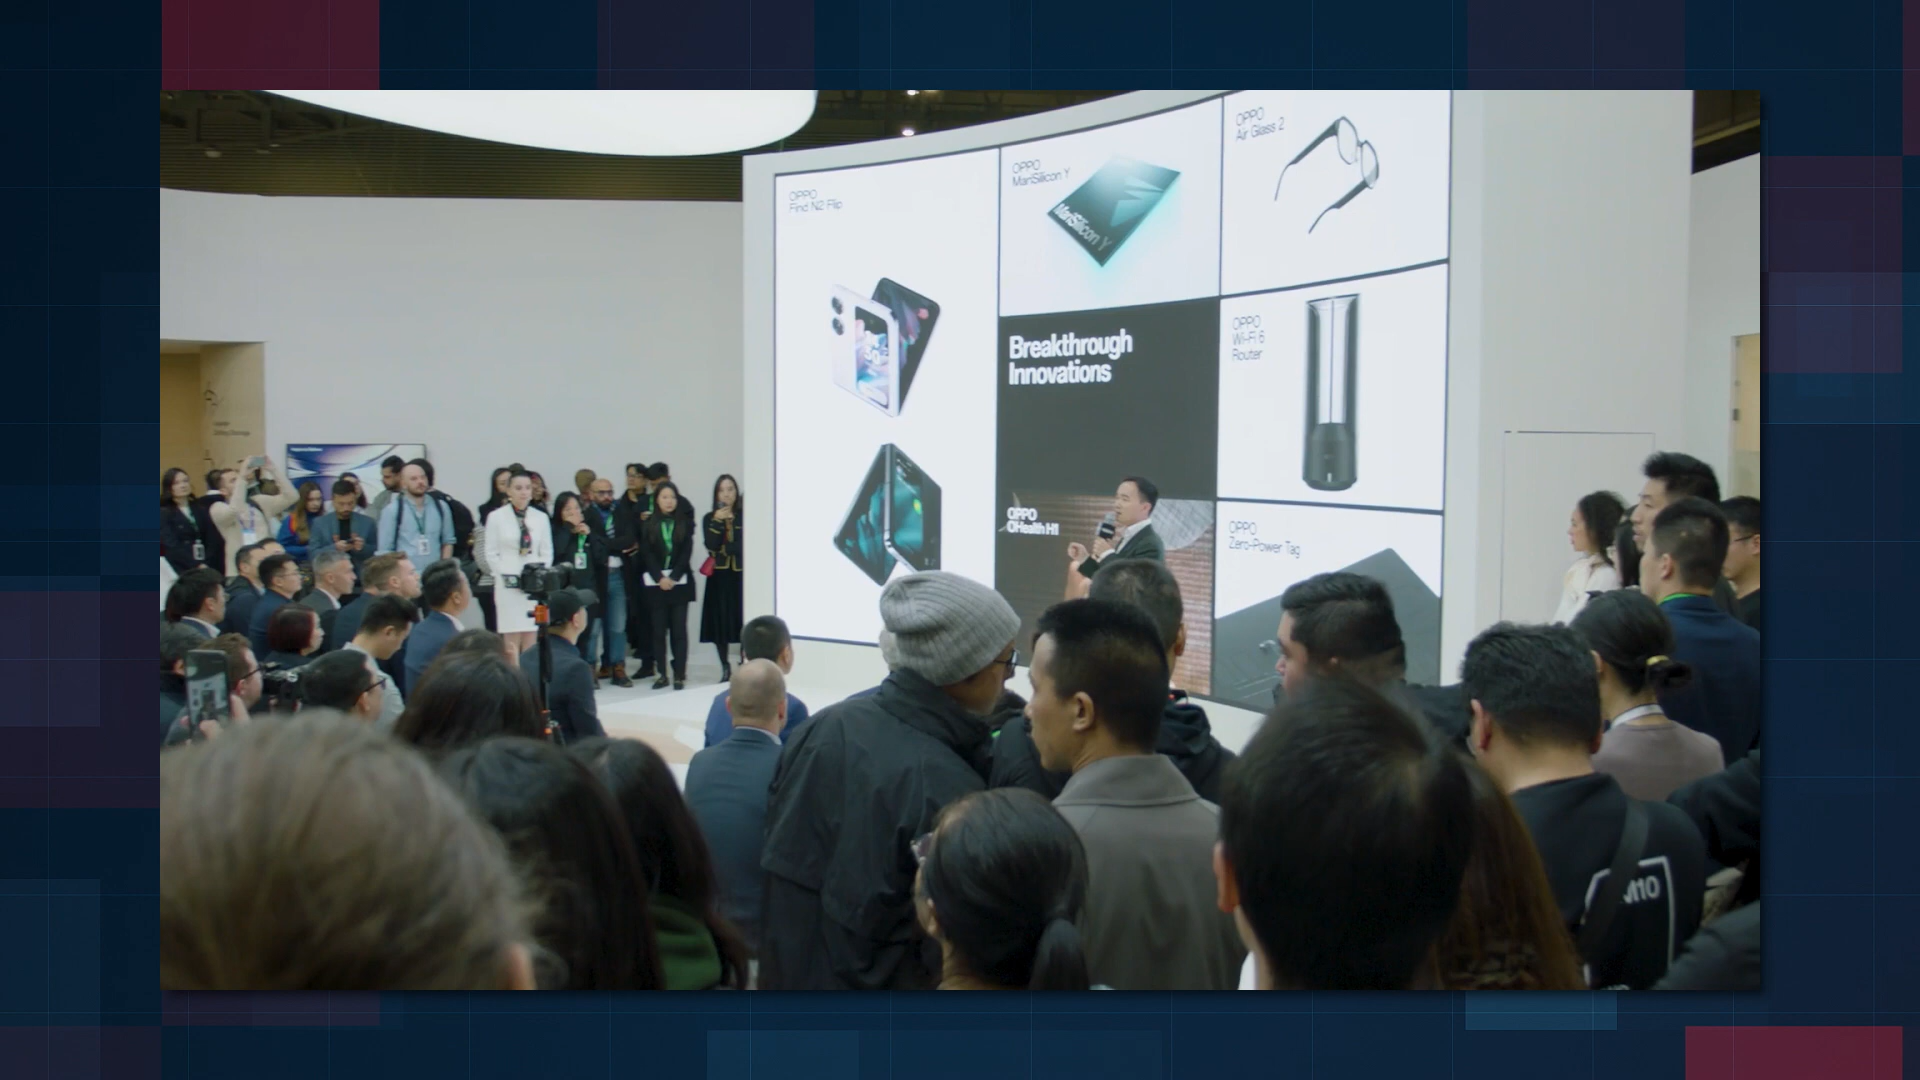 OPPO
Find N2 Flip
OPPO
MariSilicon Y
MariSilicon Y
OPPO
Air Glass 2
Breakthrough
Innovations
OPPO
Wi-Fi 6
Router
OPPO
OHealth H1
OPPO
Zero-Power Tag